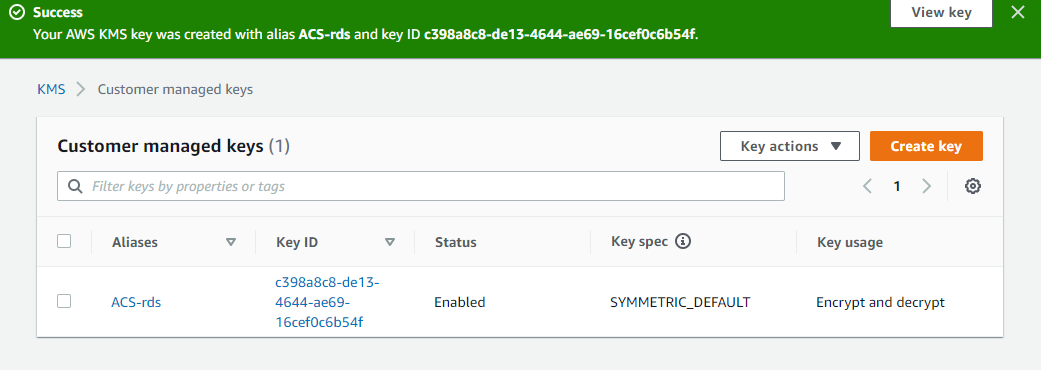 Success
View key
Your AWS KMS key was created with alias ACS-rds and key ID c398a8c8-de13-4644-ae69-16cef0c6b54f.
KMS > Customer managed keys
Customer managed keys (1)
Key actions
Create key
Filter keys by properties or tags
1
Aliases Key ID Status Key spec Key usage
ACS-rds c398a8c8-de13- Enabled SYMMETRIC_DEFAULT Encrypt and decrypt
4644-ae69-
16cef0c6b54f